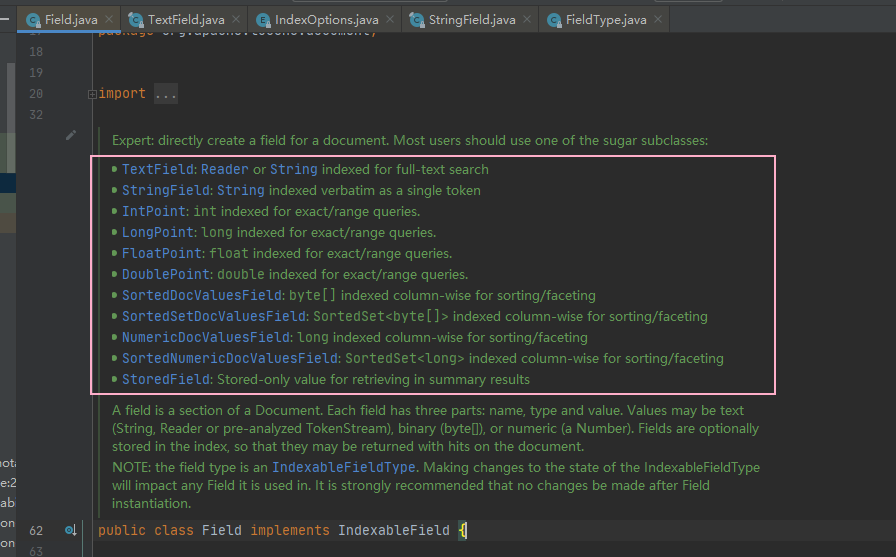 Field.java TextField.java IndexOptions.java StringField.java FieldType.java
18
19
20 import ...
32
Expert: directly create a field for a document. Most users should use one of the sugar subclasses:
TextField: Reader or String indexed for full-text search
StringField: String indexed verbatim as a single token
IntPoint: int indexed for exact/range queries.
LongPoint: long indexed for exact/range queries.
FloatPoint: float indexed for exact/range queries.
DoublePoint: double indexed for exact/range queries.
SortedDocValuesField: byte[] indexed column-wise for sorting/faceting
SortedSetDocValuesField: SortedSet<byte[]> indexed column-wise for sorting/faceting
NumericDocValuesField: long indexed column-wise for sorting/faceting
SortedNumericDocValuesField: SortedSet<long> indexed column-wise for sorting/faceting
StoredField: Stored-only value for retrieving in summary results
A field is a section of a Document. Each field has three parts: name, type and value. Values may be text
(String, Reader or pre-analyzed TokenStream), binary (byte[]), or numeric (a Number). Fields are optionally
stored in the index, so that they may be returned with hits on the document.
NOTE: the field type is an IndexableFieldType. Making changes to the state of the IndexableFieldType
will impact any Field it is used in. It is strongly recommended that no changes be made after Field
instantiation.
62 public class Field implements IndexableField {
63